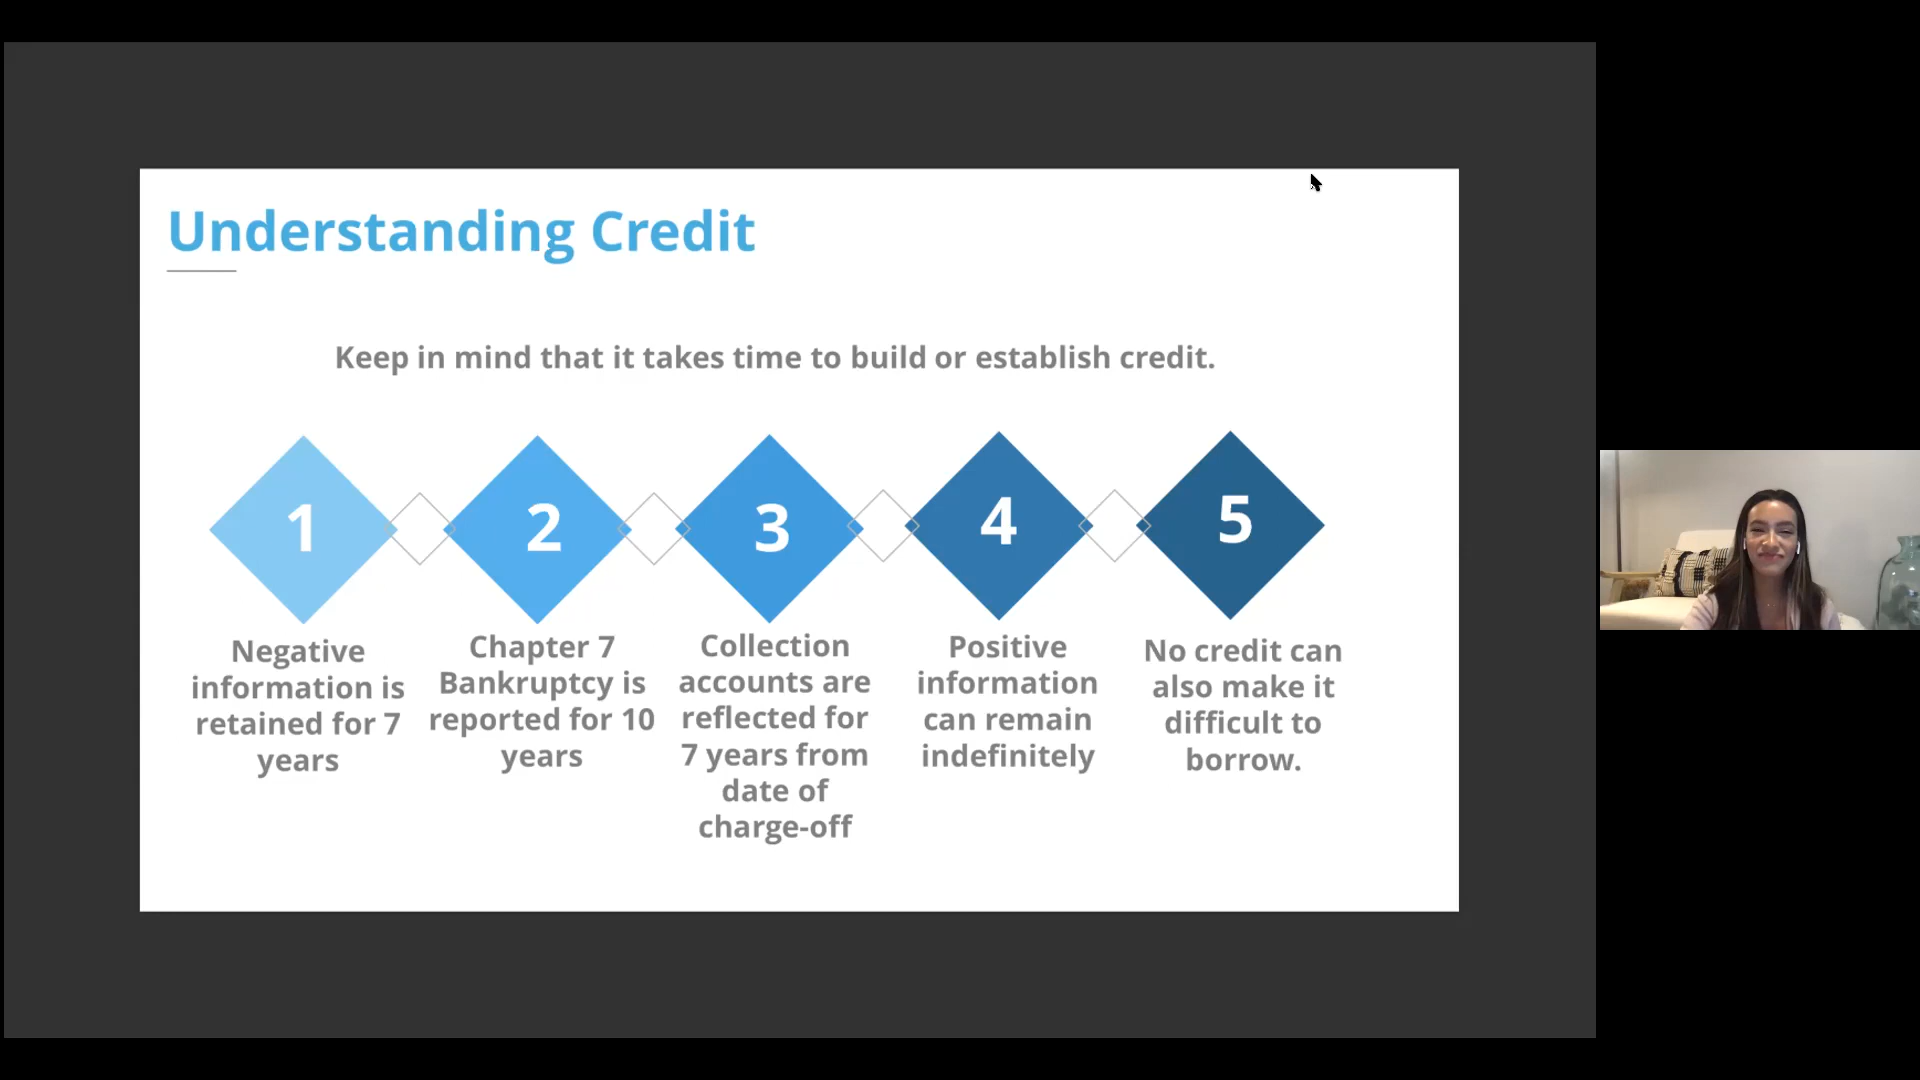 Understanding Credit
Keep in mind that it takes time to build or establish credit.
1
Negative
information is
retained for 7
years
2
Chapter 7
Bankruptcy is
reported for 10
years
3
Collection
accounts are
reflected for
7 years from
date of
charge-off
4
Positive
information
can remain
indefinitely
5
No credit can
also make it
difficult to
borrow.